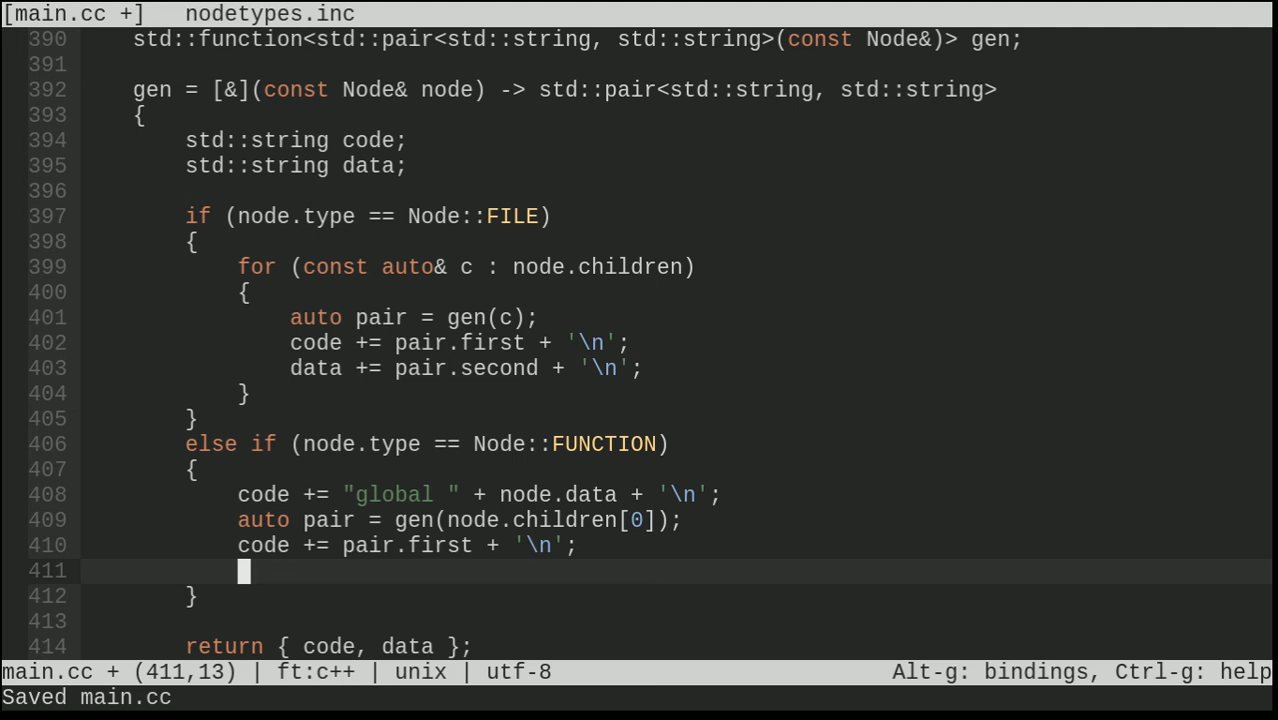 [main.cc +]   nodetypes.inc
390     std::function<std::pair<std::string, std::string>(const Node&)> gen;
391
392     gen = [&](const Node& node) -> std::pair<std::string, std::string>
393     {
394         std::string code;
395         std::string data;
396
397         if (node.type == Node::FILE)
398         {
399             for (const auto& c : node.children)
400             {
401                 auto pair = gen(c);
402                 code += pair.first + '\n';
403                 data += pair.second + '\n';
404             }
405         }
406         else if (node.type == Node::FUNCTION)
407         {
408             code += "global " + node.data + '\n';
409             auto pair = gen(node.children[0]);
410             code += pair.first + '\n';
411
412         }
413
414         return { code, data };
main.cc + (411,13) | ft:c++ | unix | utf-8    Alt-g: bindings, Ctrl-g: help
Saved main.cc